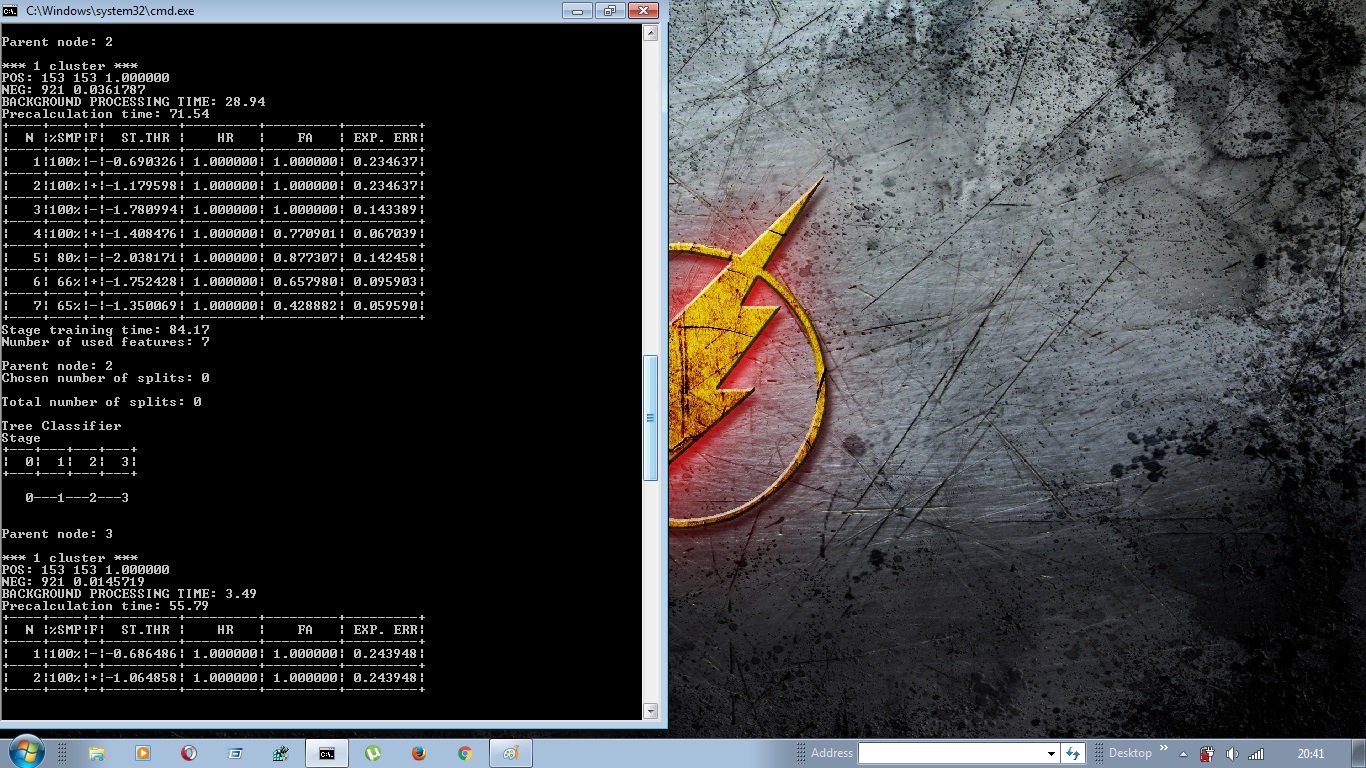 C:\Windows\system32\cmd.exe
Parent node: 2
*** 1 cluster ***
POS: 153 153 1.000000
NEG: 921 0.0361787
BACKGROUND PROCESSING TIME: 28.94
Precalculation time: 71.54
+----+----+-+---------+---------+---------+---------+
| N |%SMP|F| ST.THR | HR | FA | EXP. ERR|
+----+----+-+---------+---------+---------+---------+
| 1|100%|-|-0.690326| 1.000000| 1.000000| 0.234637|
+----+----+-+---------+---------+---------+---------+
| 2|100%|+|-1.179598| 1.000000| 1.000000| 0.234637|
+----+----+-+---------+---------+---------+---------+
| 3|100%|-|-1.780994| 1.000000| 1.000000| 0.143389|
+----+----+-+---------+---------+---------+---------+
| 4|100%|+|-1.408476| 1.000000| 0.770901| 0.067039|
+----+----+-+---------+---------+---------+---------+
| 5| 80%|-|-2.038171| 1.000000| 0.877307| 0.142458|
+----+----+-+---------+---------+---------+---------+
| 6| 66%|+|-1.752428| 1.000000| 0.657980| 0.095903|
+----+----+-+---------+---------+---------+---------+
| 7| 65%|-|-1.350069| 1.000000| 0.428882| 0.059590|
+----+----+-+---------+---------+---------+---------+
Stage training time: 84.17
Number of used features: 7
Parent node: 2
Chosen number of splits: 0
Total number of splits: 0
Tree Classifier
Stage
+---+---+---+---+
| 0| 1| 2| 3|
+---+---+---+---+
0---1---2---3
Parent node: 3
*** 1 cluster ***
POS: 153 153 1.000000
NEG: 921 0.0145719
BACKGROUND PROCESSING TIME: 3.49
Precalculation time: 55.79
+----+----+-+---------+---------+---------+---------+
| N |%SMP|F| ST.THR | HR | FA | EXP. ERR|
+----+----+-+---------+---------+---------+---------+
| 1|100%|-|-0.686486| 1.000000| 1.000000| 0.243948|
+----+----+-+---------+---------+---------+---------+
| 2|100%|+|-1.064858| 1.000000| 1.000000| 0.243948|
+----+----+-+---------+---------+---------+---------+
Address Desktop » 20:41